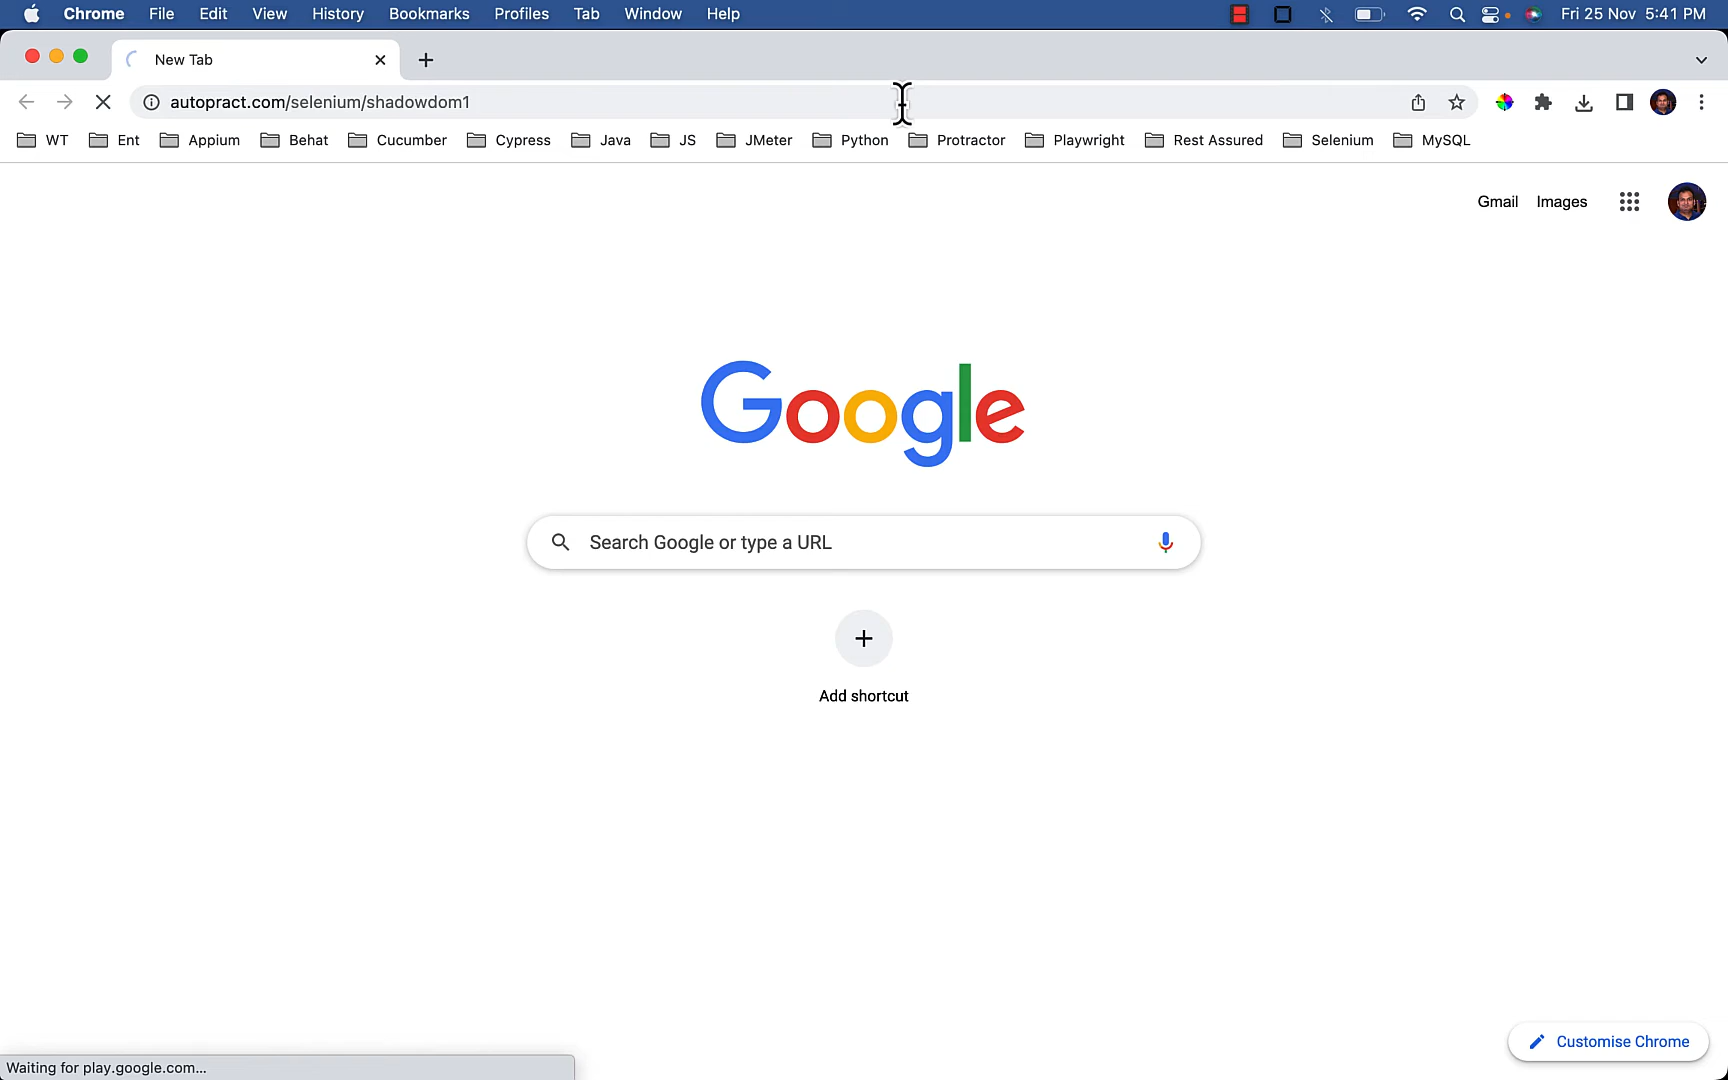 Chrome File Edit View History Bookmarks Profiles Tab Window Help Fri 25 Nov 5:41 PM
New Tab
autopract.com/selenium/shadowdom1
WT Ent Appium Behat Cucumber Cypress Java JS JMeter Python Protractor Playwright Rest Assured Selenium MySQL
Gmail Images
Google
Search Google or type a URL
Add shortcut
Customise Chrome
Waiting for play.google.com...